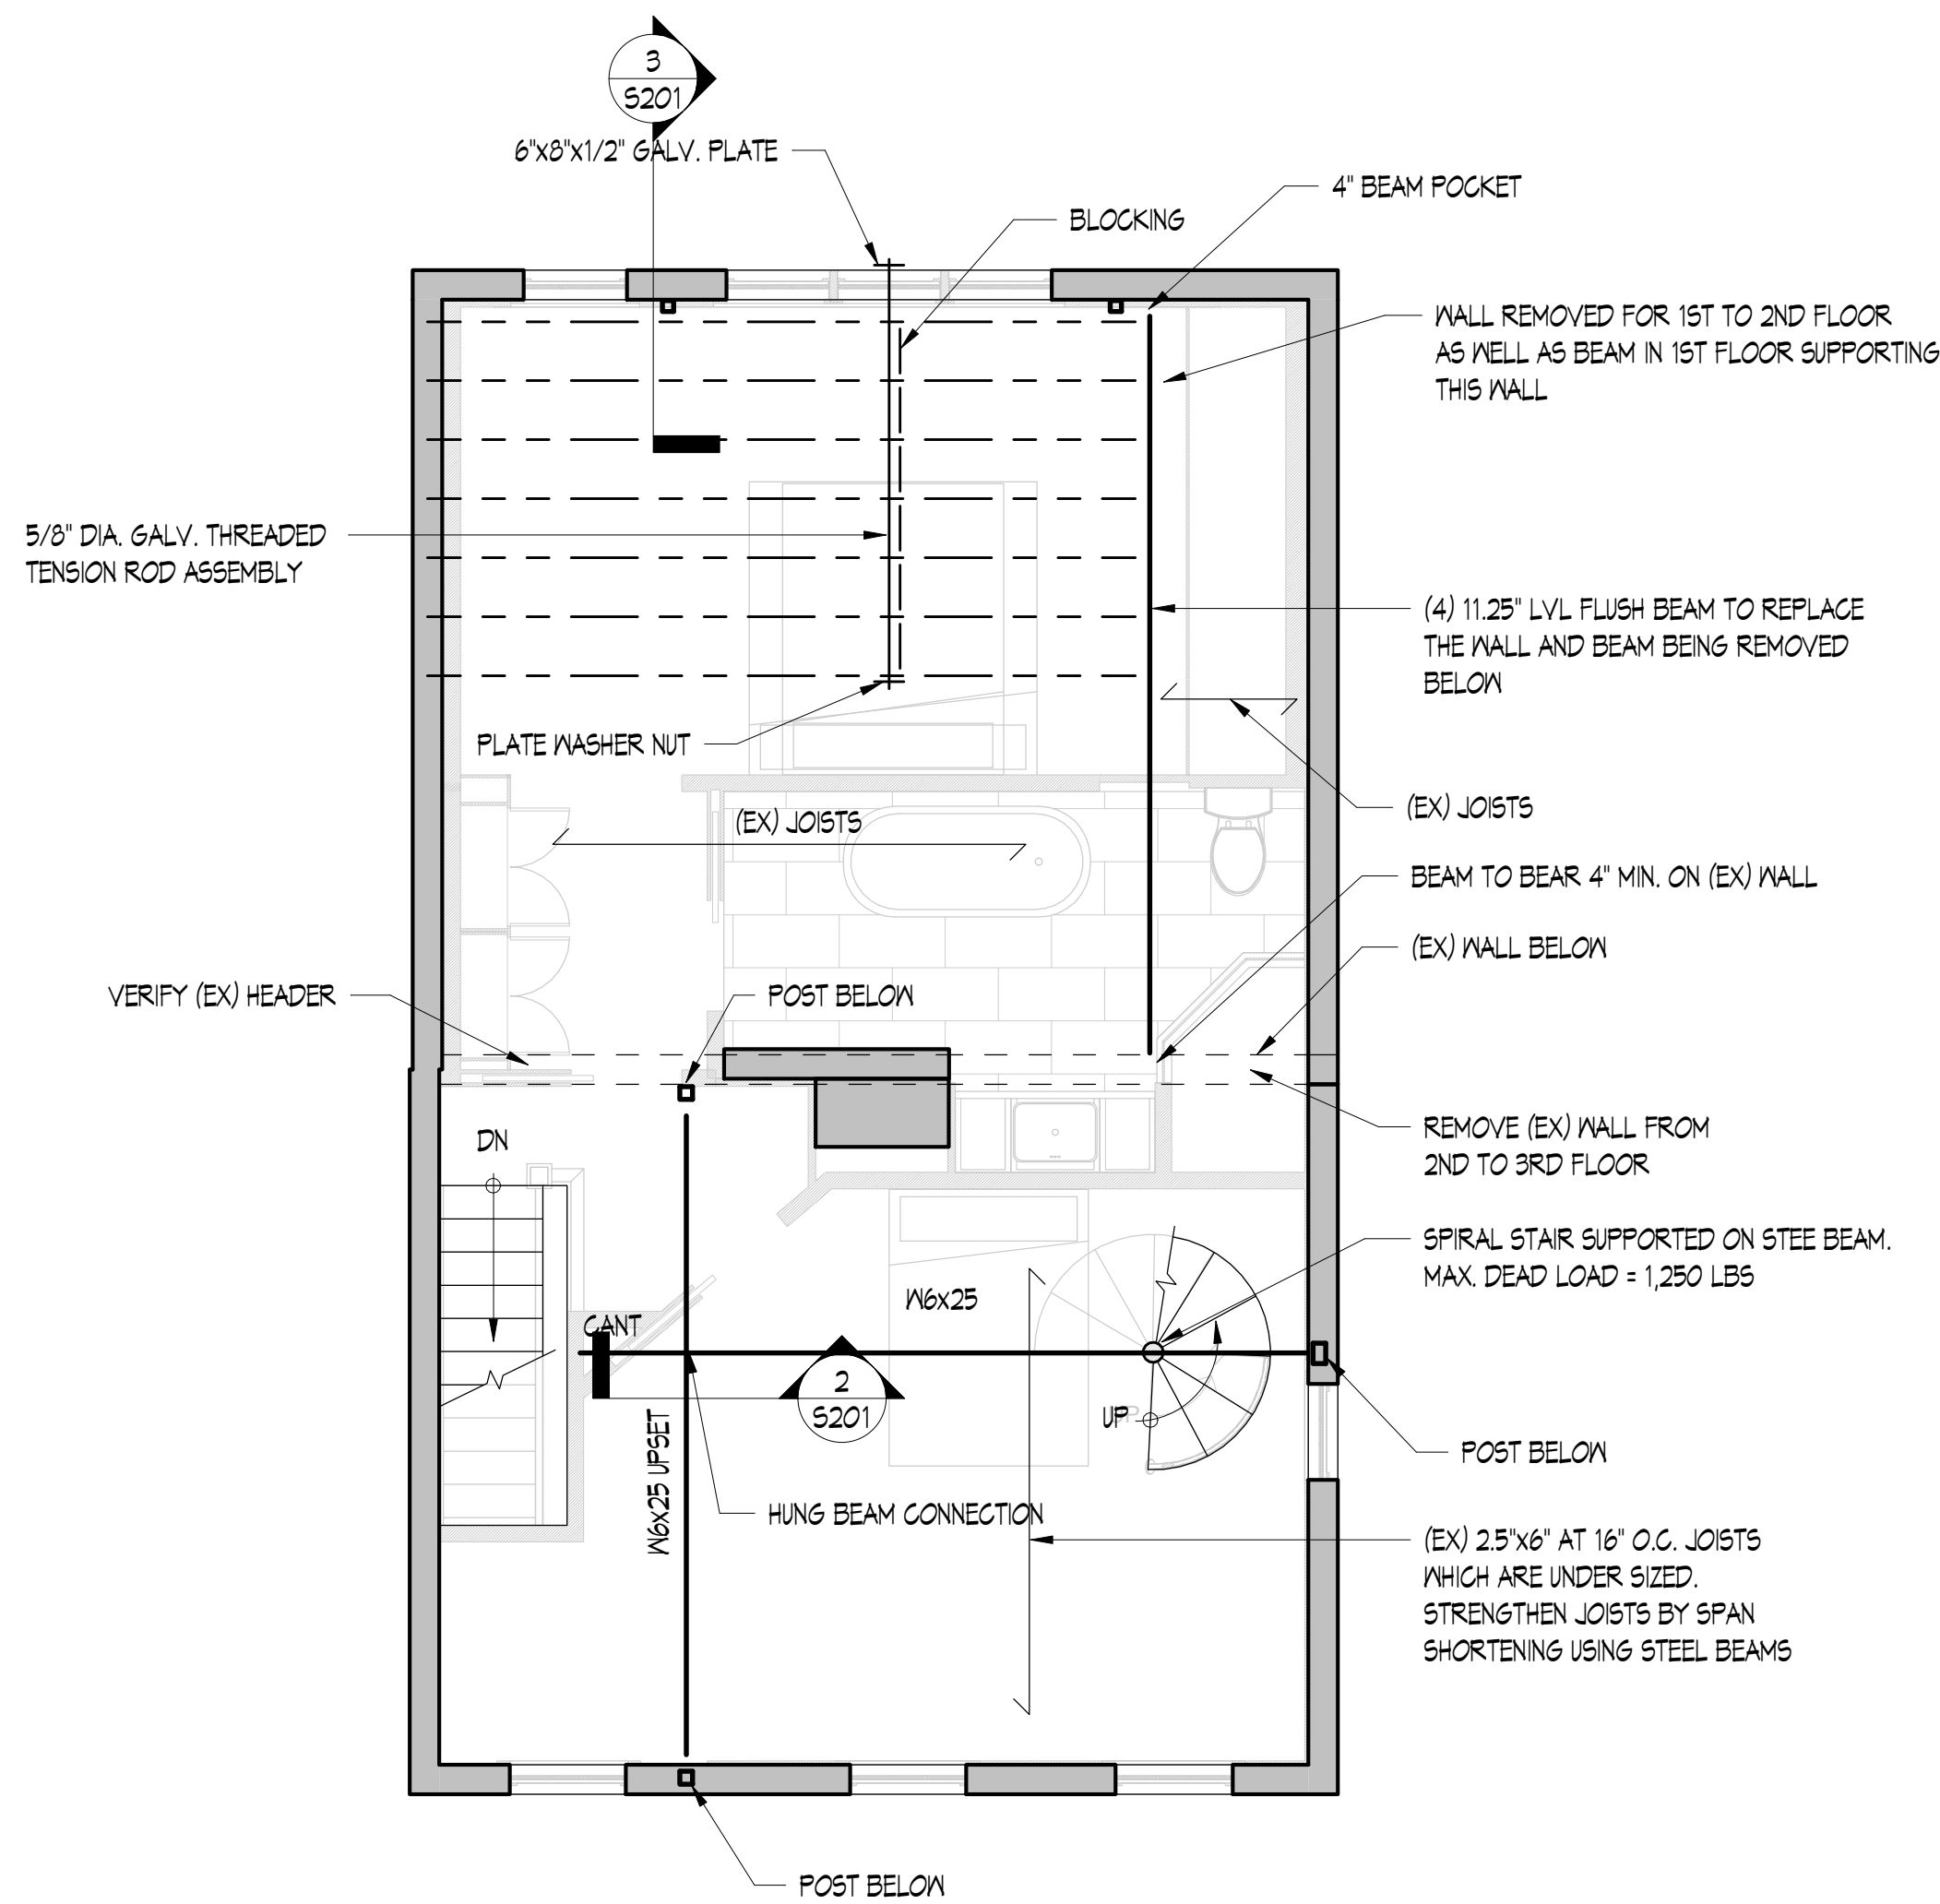 3
S201
6"x8"x1/2" GALV. PLATE
4" BEAM POCKET
BLOCKING
WALL REMOVED FOR 1ST TO 2ND FLOOR
AS WELL AS BEAM IN 1ST FLOOR SUPPORTING
THIS WALL
5/8" DIA. GALV. THREADED
TENSION ROD ASSEMBLY
(4) 11.25" LVL FLUSH BEAM TO REPLACE
THE WALL AND BEAM BEING REMOVED
BELOW
PLATE WASHER NUT
(EX) JOISTS
(EX) JOISTS
BEAM TO BEAR 4" MIN. ON (EX) WALL
(EX) WALL BELOW
VERIFY (EX) HEADER
POST BELOW
DN
REMOVE (EX) WALL FROM
2ND TO 3RD FLOOR
SPIRAL STAIR SUPPORTED ON STEE BEAM.
MAX. DEAD LOAD = 1,250 LBS
W6x25
CANT
2
S201
UP
UP
W6x25 UPSET
POST BELOW
HUNG BEAM CONNECTION
(EX) 2.5"x6" AT 16" O.C. JOISTS
WHICH ARE UNDER SIZED.
STRENGTHEN JOISTS BY SPAN
SHORTENING USING STEEL BEAMS
POST BELOW